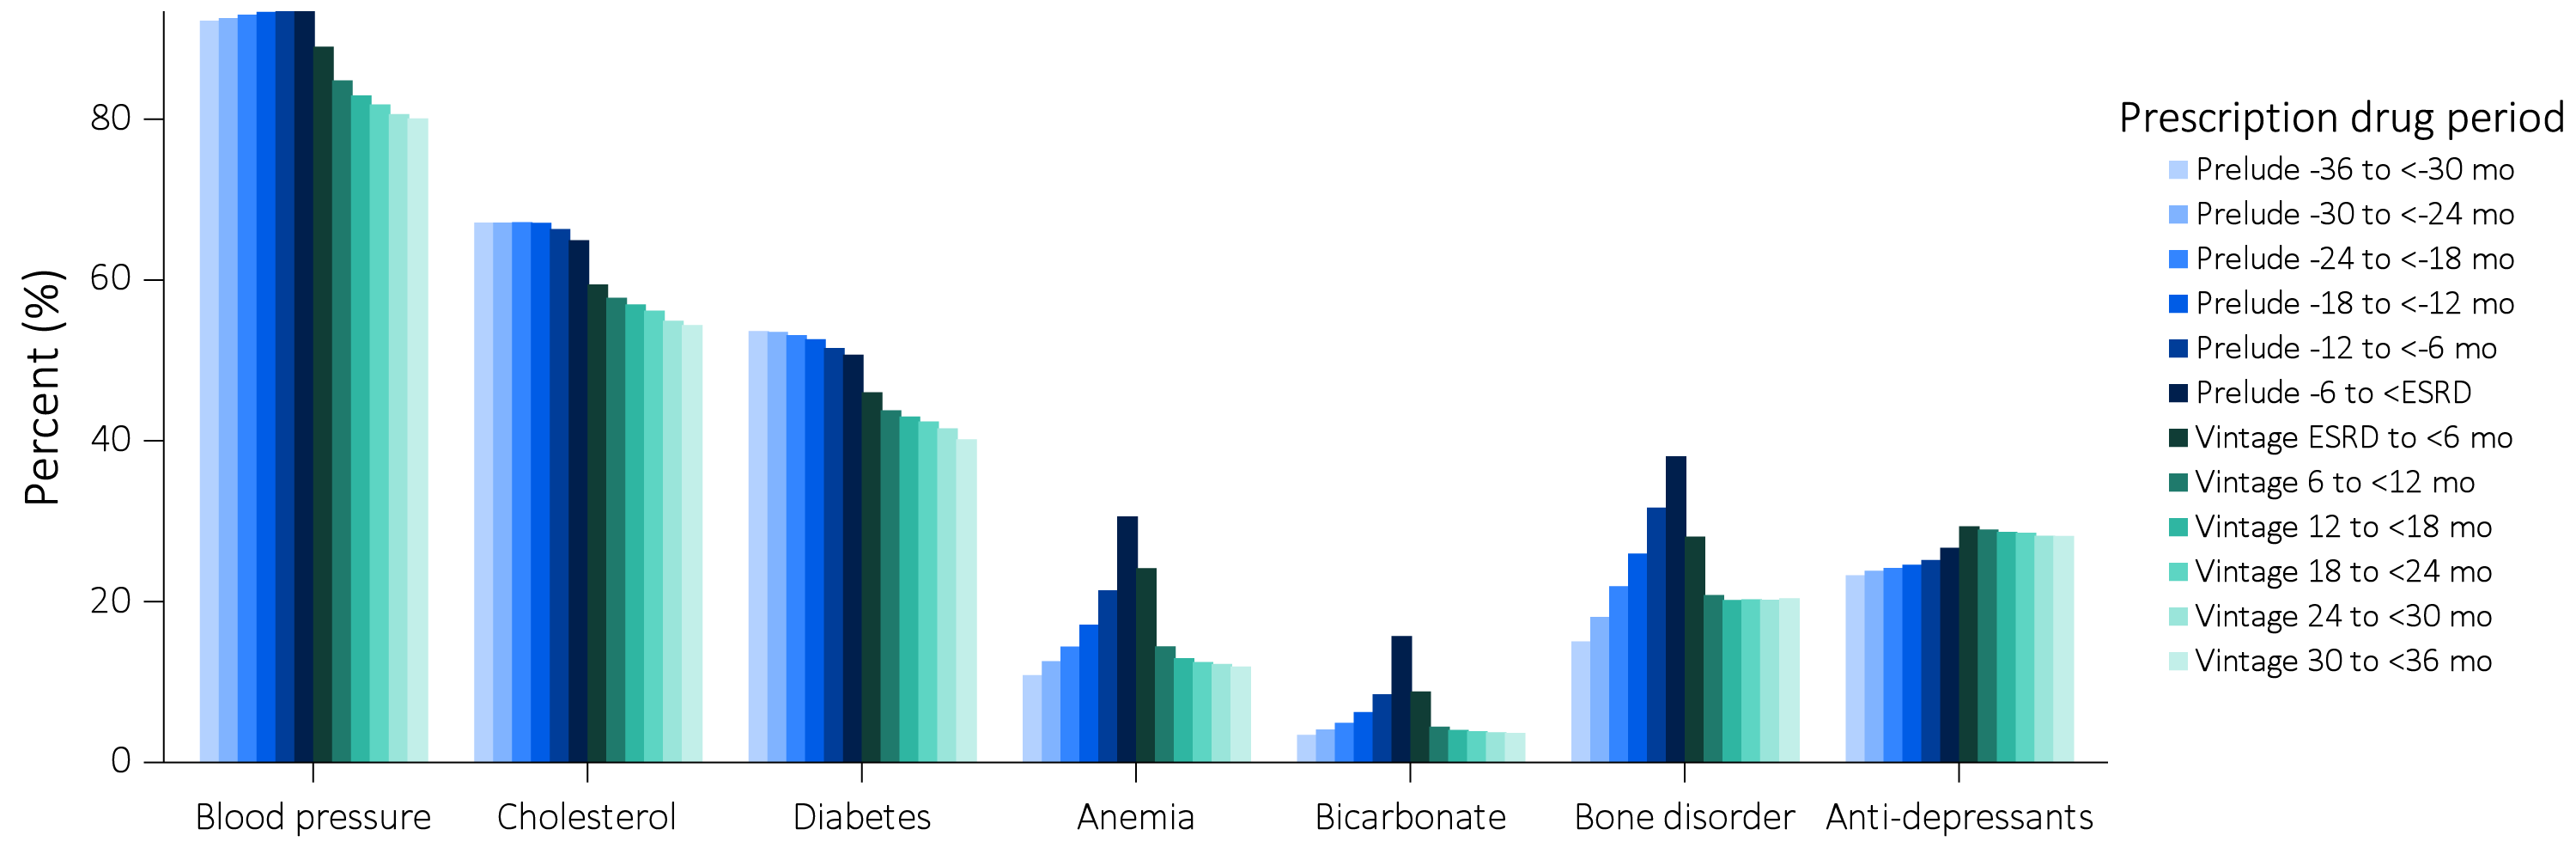 Percent (%)
80
60
40
20
0
Blood pressure
Cholesterol
Diabetes
Anemia
Bicarbonate
Bone disorder
Anti-depressants
Prescription drug period
Prelude -36 to <-30 mo
Prelude -30 to <-24 mo
Prelude -24 to <-18 mo
Prelude -18 to <-12 mo
Prelude -12 to <-6 mo
Prelude -6 to <ESRD
Vintage ESRD to <6 mo
Vintage 6 to <12 mo
Vintage 12 to <18 mo
Vintage 18 to <24 mo
Vintage 24 to <30 mo
Vintage 30 to <36 mo